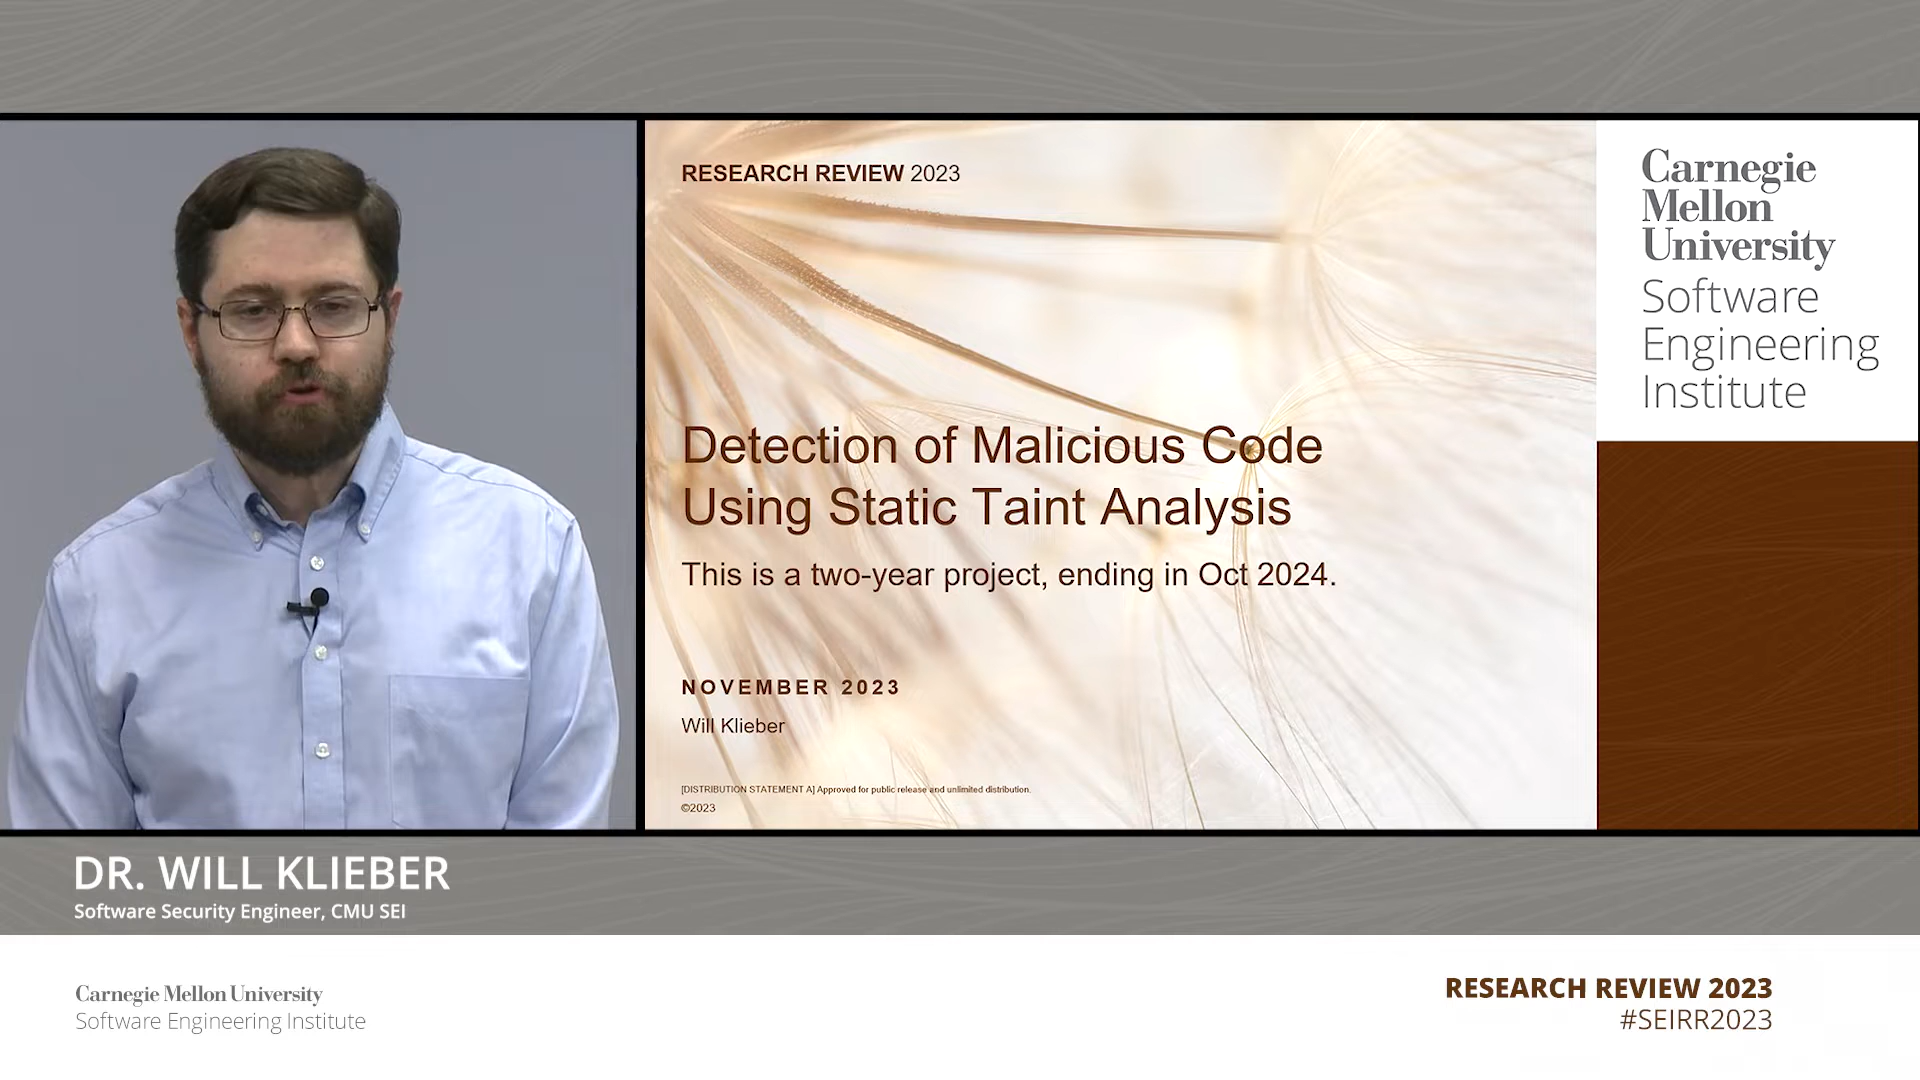 RESEARCH REVIEW 2023
Detection of Malicious Code
Using Static Taint Analysis
This is a two-year project, ending in Oct 2024.
NOVEMBER 2023
Will Klieber
[DISTRIBUTION STATEMENT A] Approved for public release and unlimited distribution.
©2023
Carnegie
Mellon
University
Software
Engineering
Institute
DR. WILL KLIEBER
Software Security Engineer, CMU SEI
Carnegie Mellon University
Software Engineering Institute
RESEARCH REVIEW 2023
#SEIRR2023